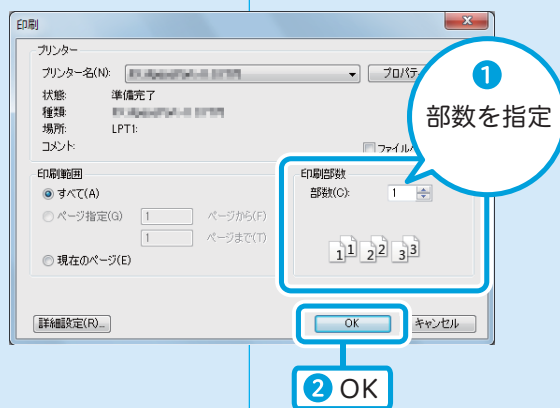 印刷
プリンター
プリンター名(N):
プロパテ
状態: 準備完了
種類:
場所: LPT1:
コメント:
ファイルへ
❶
部数を指定
印刷範囲
すべて(A)
ページ指定(G) 1 ページから(F)
1 ページまで(T)
現在のページ(E)
印刷部数
部数(C): 1
1 1 2 2 3 3
詳細設定(R)...
OK
キャンセル
❷ OK